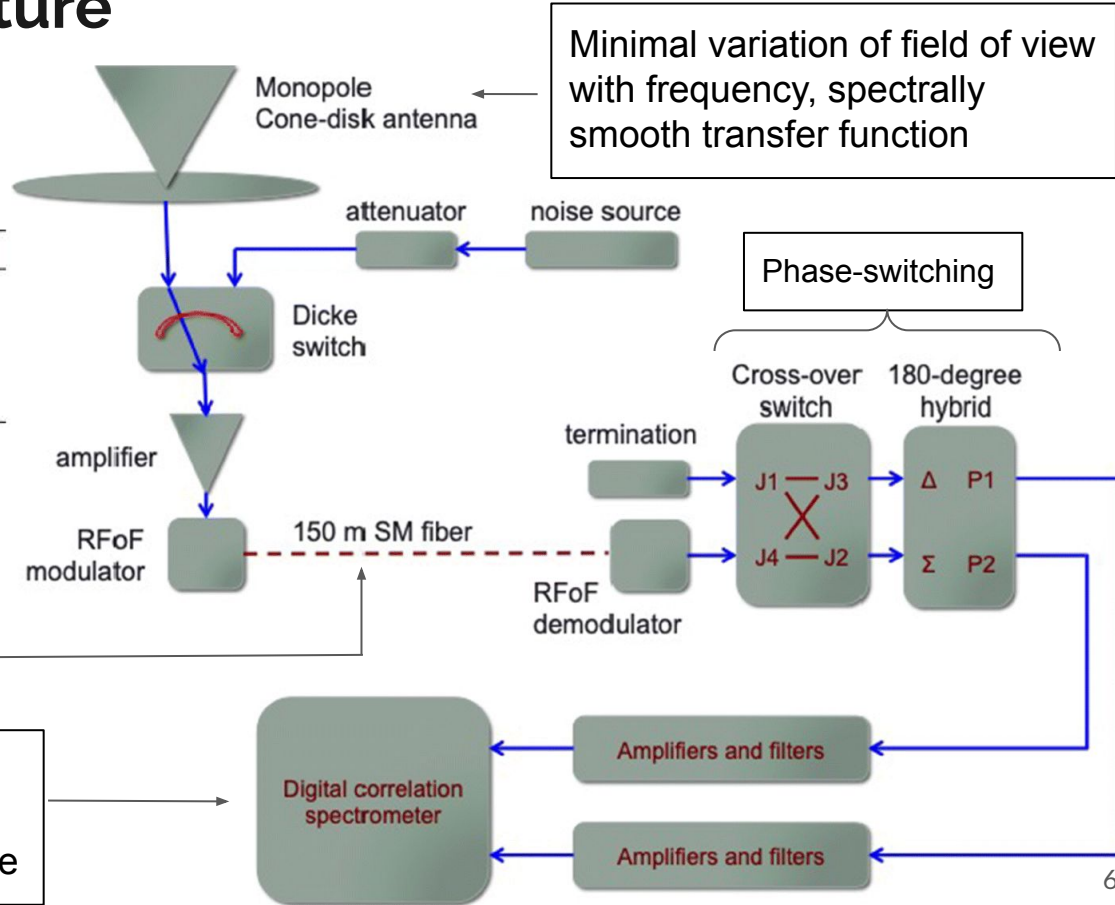 ture
Minimal variation of field of view
with frequency, spectrally
smooth transfer function
Monopole
Cone-disk antenna
attenuator
noise source
Phase-switching
Dicke
switch
Cross-over
switch
180-degree
hybrid
termination
amplifier
J1 J3
J4 J2
Δ P1
Σ P2
RFoF
modulator
150 m SM fiber
RFoF
demodulator
Digital correlation
spectrometer
Amplifiers and filters
Amplifiers and filters
e
6